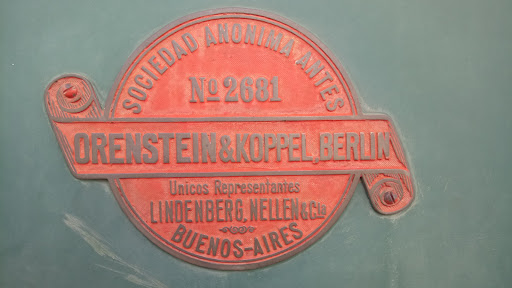 SOCIEDAD ANONIMA ANTES
No 2681
ORENSTEIN & KOPPEL, BERLIN
Unicos Representantes
LINDENBERG, NELLEN & Cia
BUENOS-AIRES